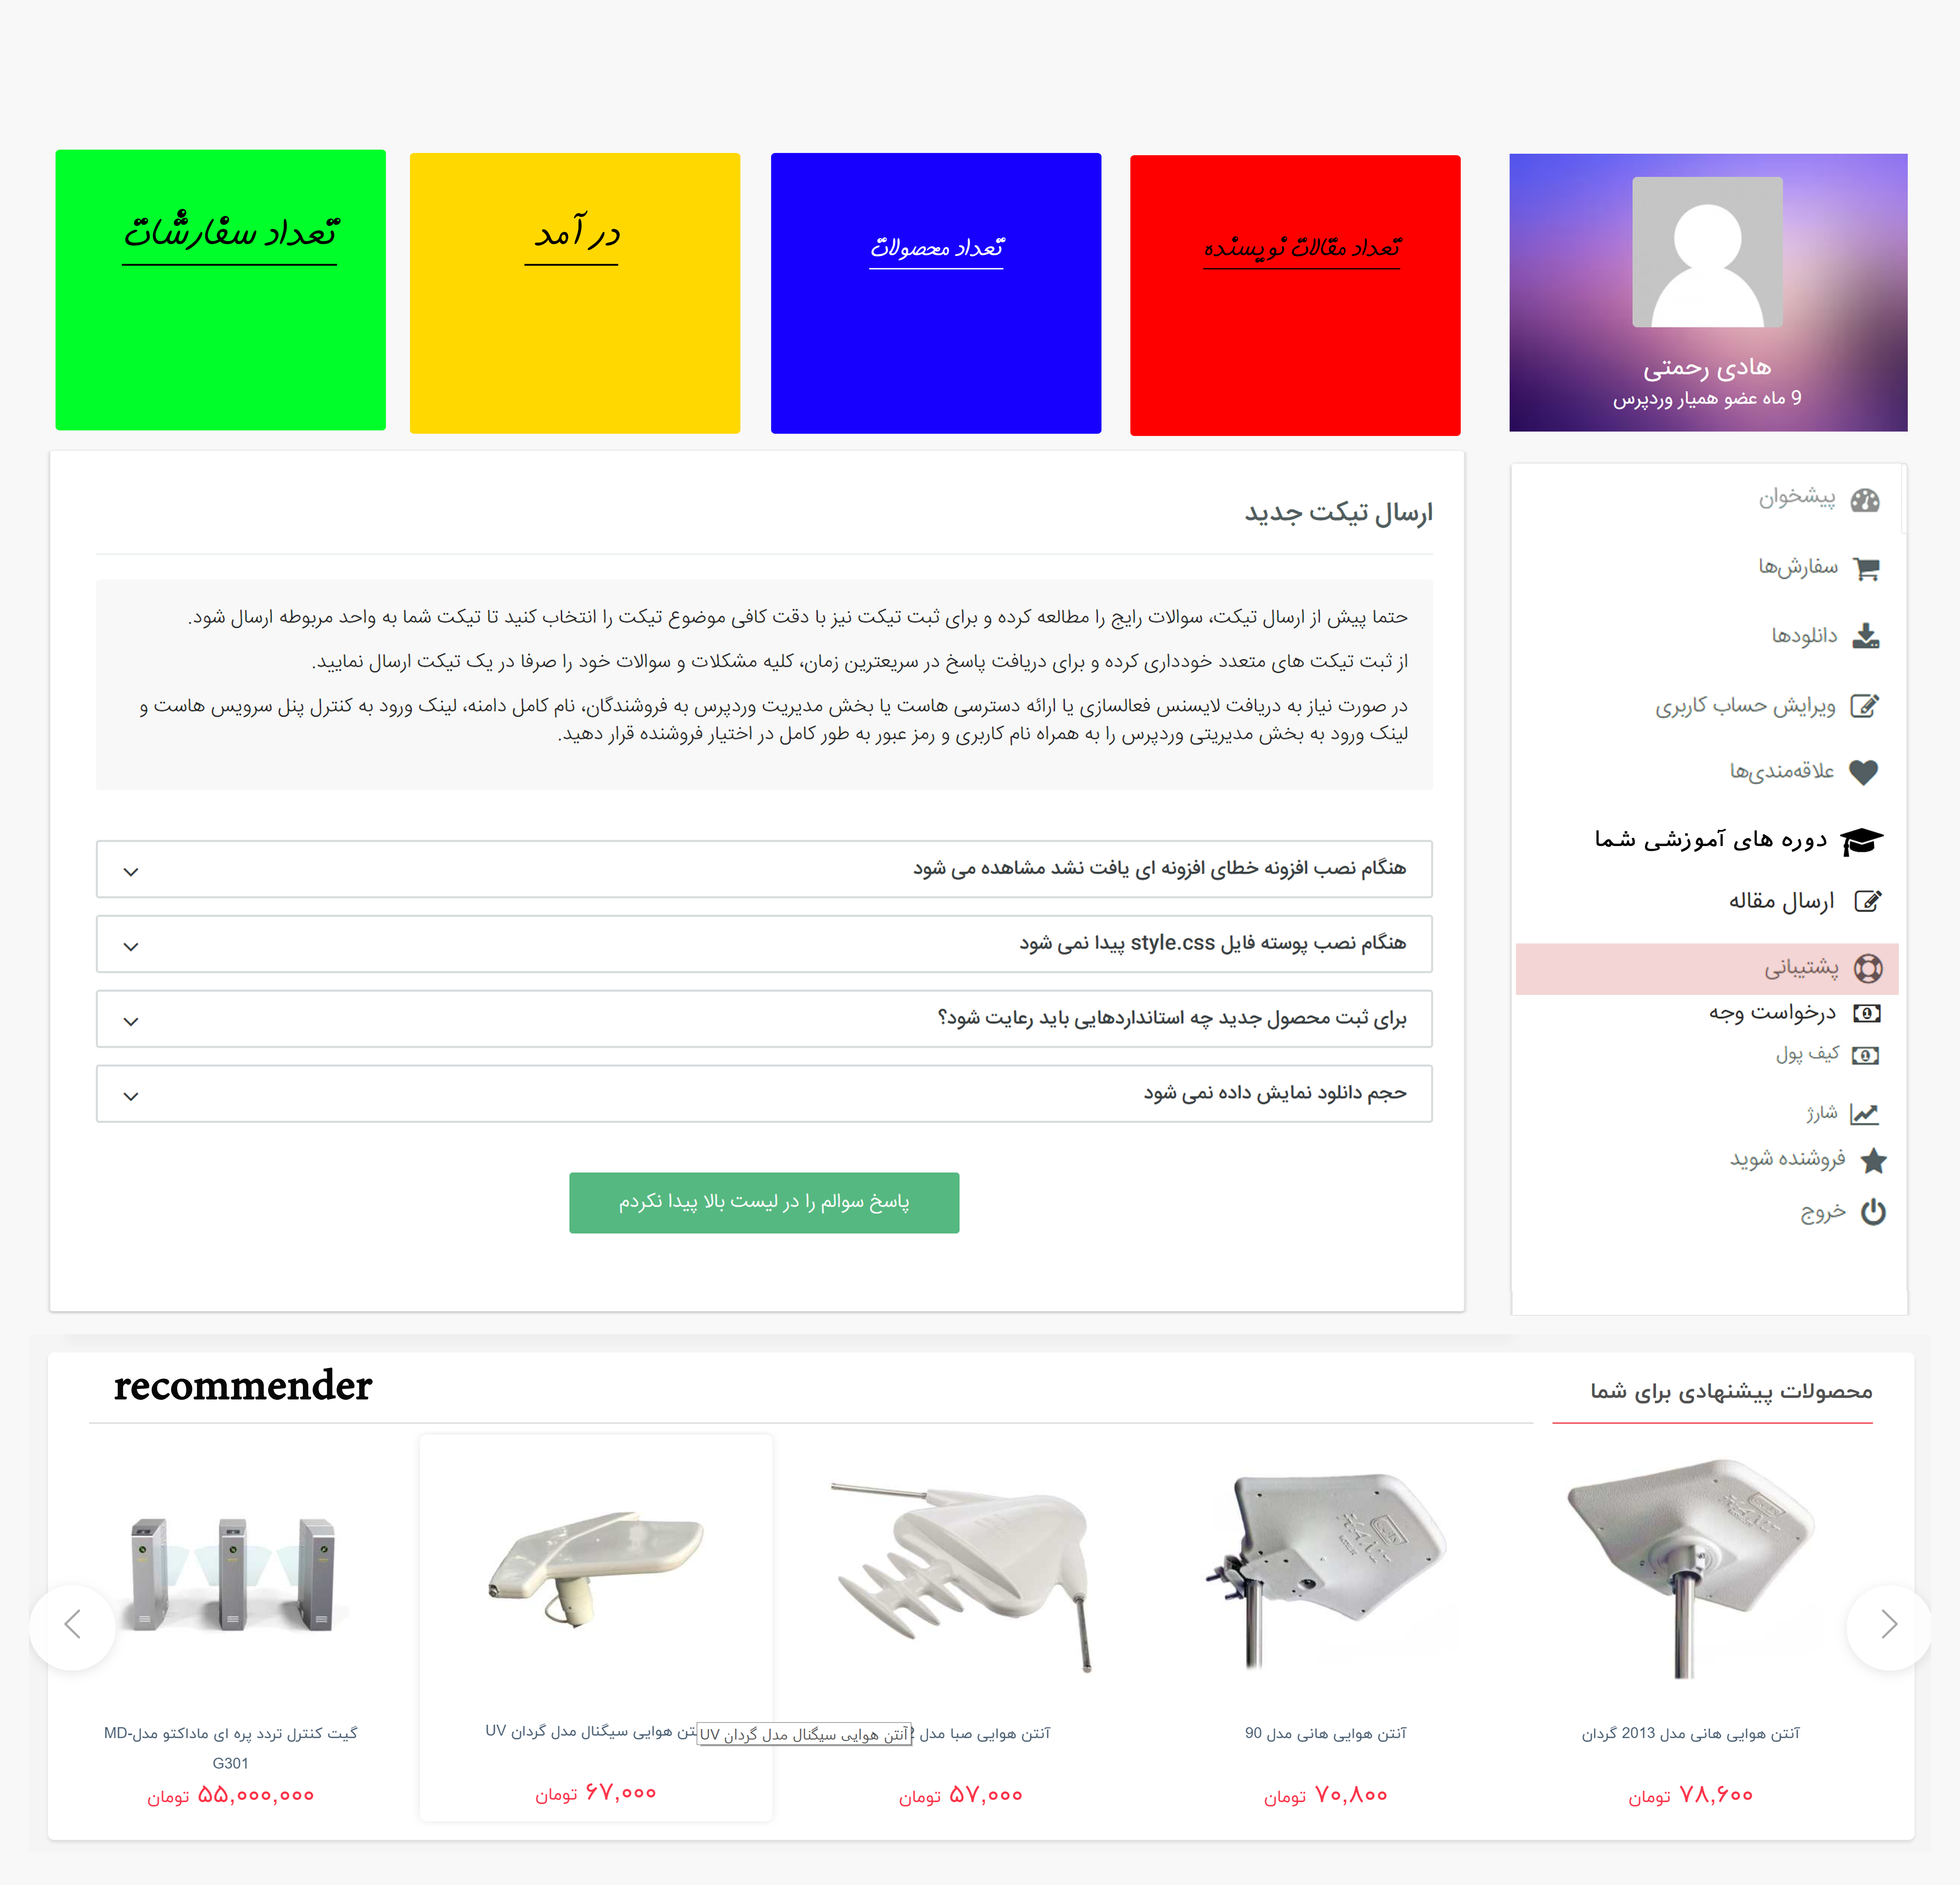 هادی رحمتی
9 ماه عضو همیار وردپرس
تعداد مقالات نویسنده
تعداد محصولات
در آمد
تعداد سفارشات
پیشخوان
سفارش‌ها
دانلودها
ویرایش حساب کاربری
علاقه‌مندی‌ها
دوره های آموزشی شما
ارسال مقاله
پشتیبانی
درخواست وجه
کیف پول
شارژ
فروشنده شوید
خروج
ارسال تیکت جدید
حتما پیش از ارسال تیکت، سوالات رایج را مطالعه کرده و برای ثبت تیکت نیز با دقت کافی موضوع تیکت را انتخاب کنید تا تیکت شما به واحد مربوطه ارسال شود.
از ثبت تیکت های متعدد خودداری کرده و برای دریافت پاسخ در سریعترین زمان، کلیه مشکلات و سوالات خود را صرفا در یک تیکت ارسال نمایید.
در صورت نیاز به دریافت لایسنس فعالسازی یا ارائه دسترسی هاست یا بخش مدیریت وردپرس به فروشندگان، نام کامل دامنه، لینک ورود به کنترل پنل سرویس هاست و
لینک ورود به بخش مدیریتی وردپرس را به همراه نام کاربری و رمز عبور به طور کامل در اختیار فروشنده قرار دهید.
هنگام نصب افزونه خطای افزونه ای یافت نشد مشاهده می شود
هنگام نصب پوسته فایل style.css پیدا نمی شود
برای ثبت محصول جدید چه استانداردهایی باید رعایت شود؟
حجم دانلود نمایش داده نمی شود
پاسخ سوالم را در لیست بالا پیدا نکردم
محصولات پیشنهادی برای شما
recommender
آنتن هوایی هانی مدل 2013 گردان
۷۸,۶۰۰ تومان
آنتن هوایی هانی مدل 90
۷۰,۸۰۰ تومان
آنتن هوایی صبا مدل
۵۷,۰۰۰ تومان
آنتن هوایی سیگنال مدل گردان UV
هوایی سیگنال مدل گردان UV
۶۷,۰۰۰ تومان
گیت کنترل تردد پره ای ماداکتو مدل MD-
G301
۵۵,۰۰۰,۰۰۰ تومان